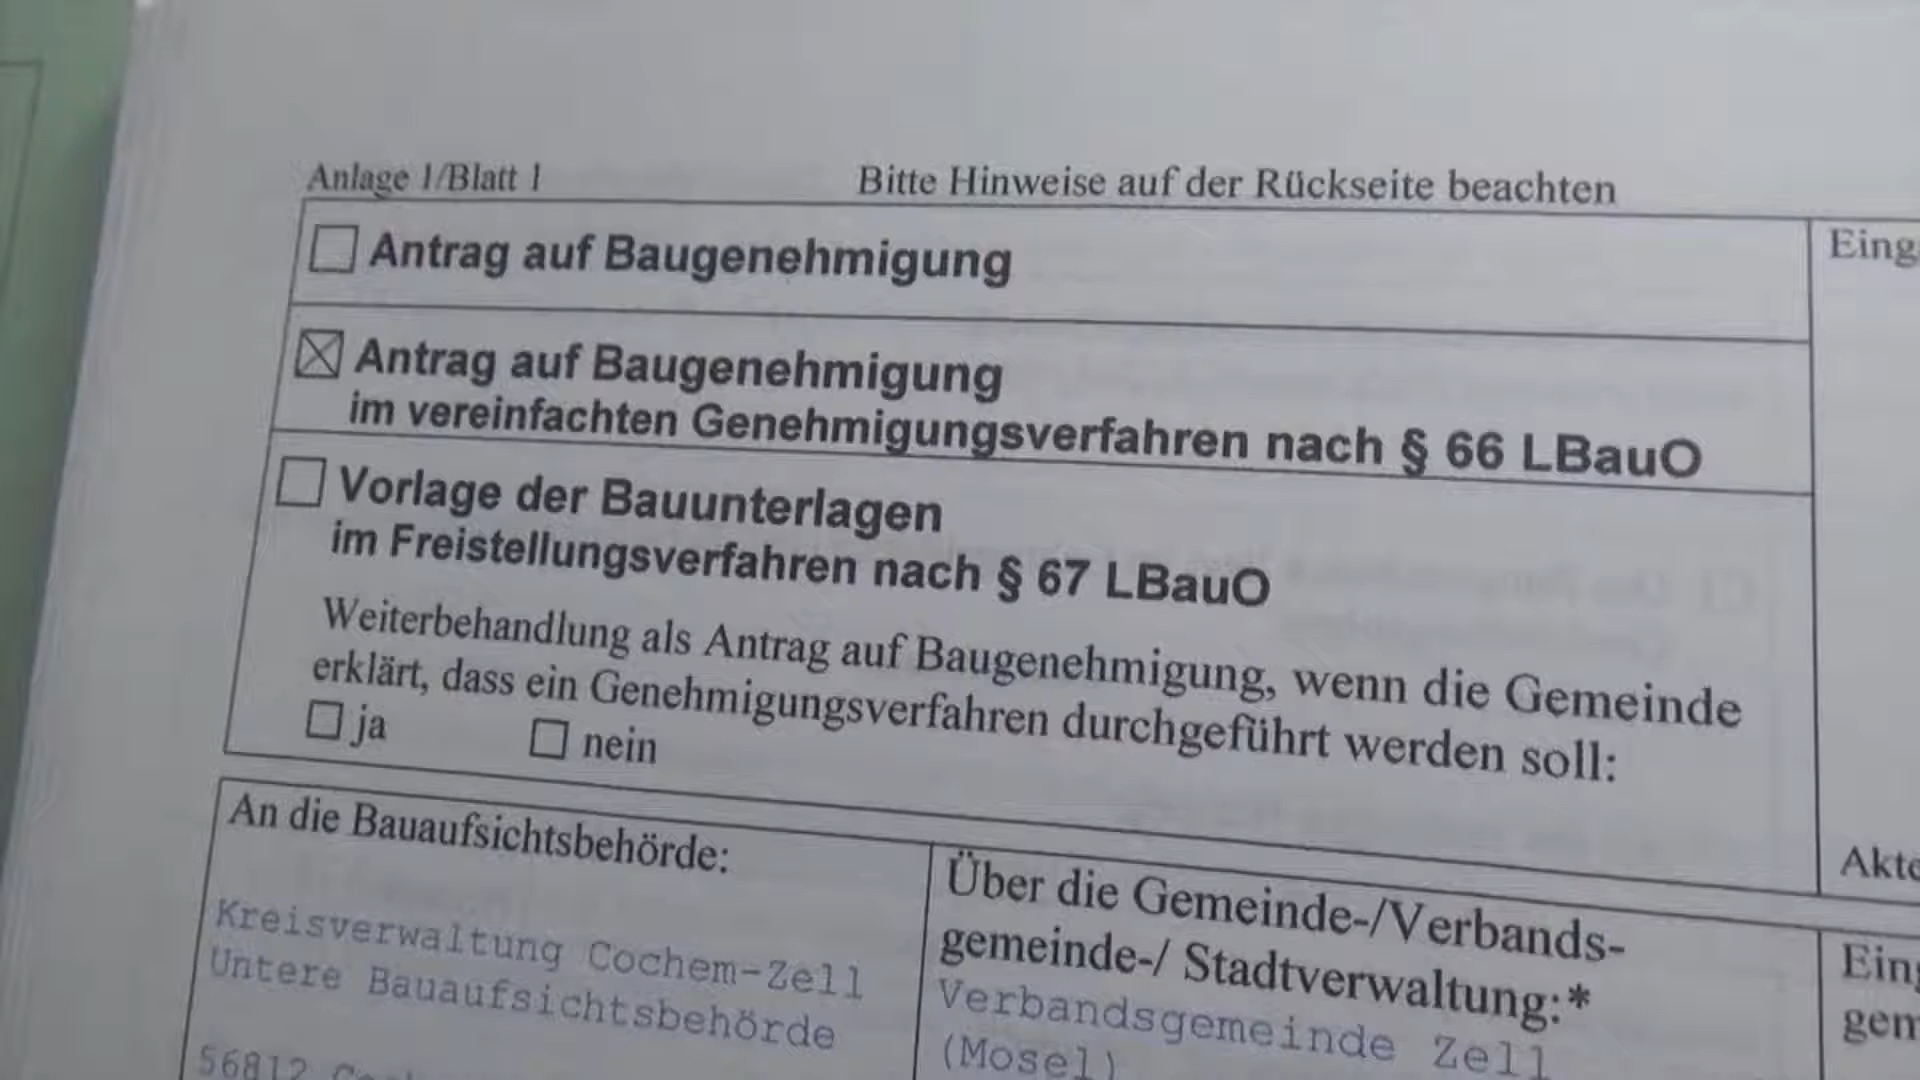 Anlage 1/Blatt 1
Bitte Hinweise auf der Rückseite beachten
Antrag auf Baugenehmigung
Antrag auf Baugenehmigung
im vereinfachten Genehmigungsverfahren nach § 66 LBauO
Vorlage der Bauunterlagen
im Freistellungsverfahren nach § 67 LBauO
Weiterbehandlung als Antrag auf Baugenehmigung, wenn die Gemeinde
erklärt, dass ein Genehmigungsverfahren durchgeführt werden soll:
ja nein
An die Bauaufsichtsbehörde:
Kreisverwaltung Cochem-Zell
Untere Bauaufsichtsbehörde
56812
Über die Gemeinde-/Verbands-
gemeinde-/ Stadtverwaltung:*
Verbandsgemeinde Zell
(Mosel)